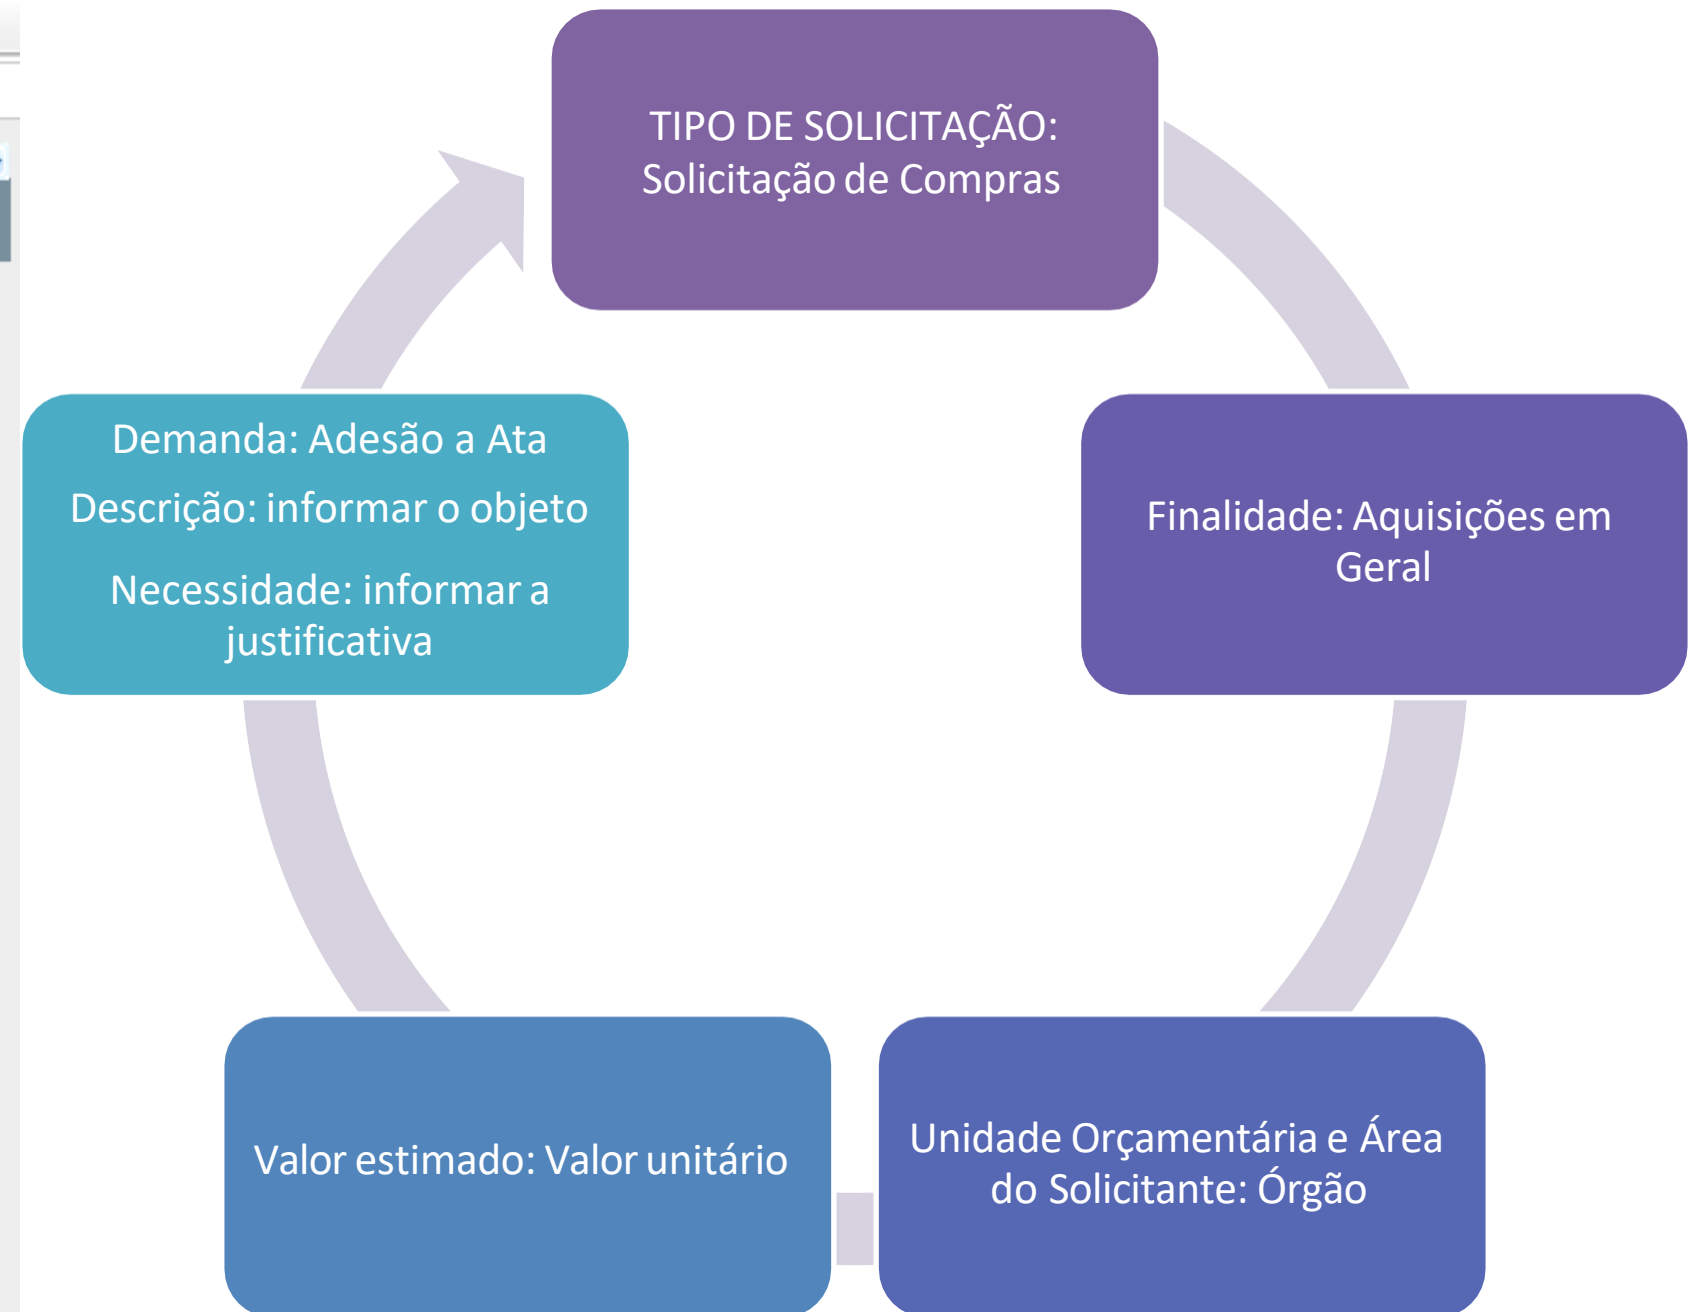 TIPO DE SOLICITAÇÃO:
Solicitação de Compras
Finalidade: Aquisições em
Geral
Unidade Orçamentária e Área
do Solicitante: Órgão
Valor estimado: Valor unitário
Demanda: Adesão a Ata
Descrição: informar o objeto
Necessidade: informar a
justificativa